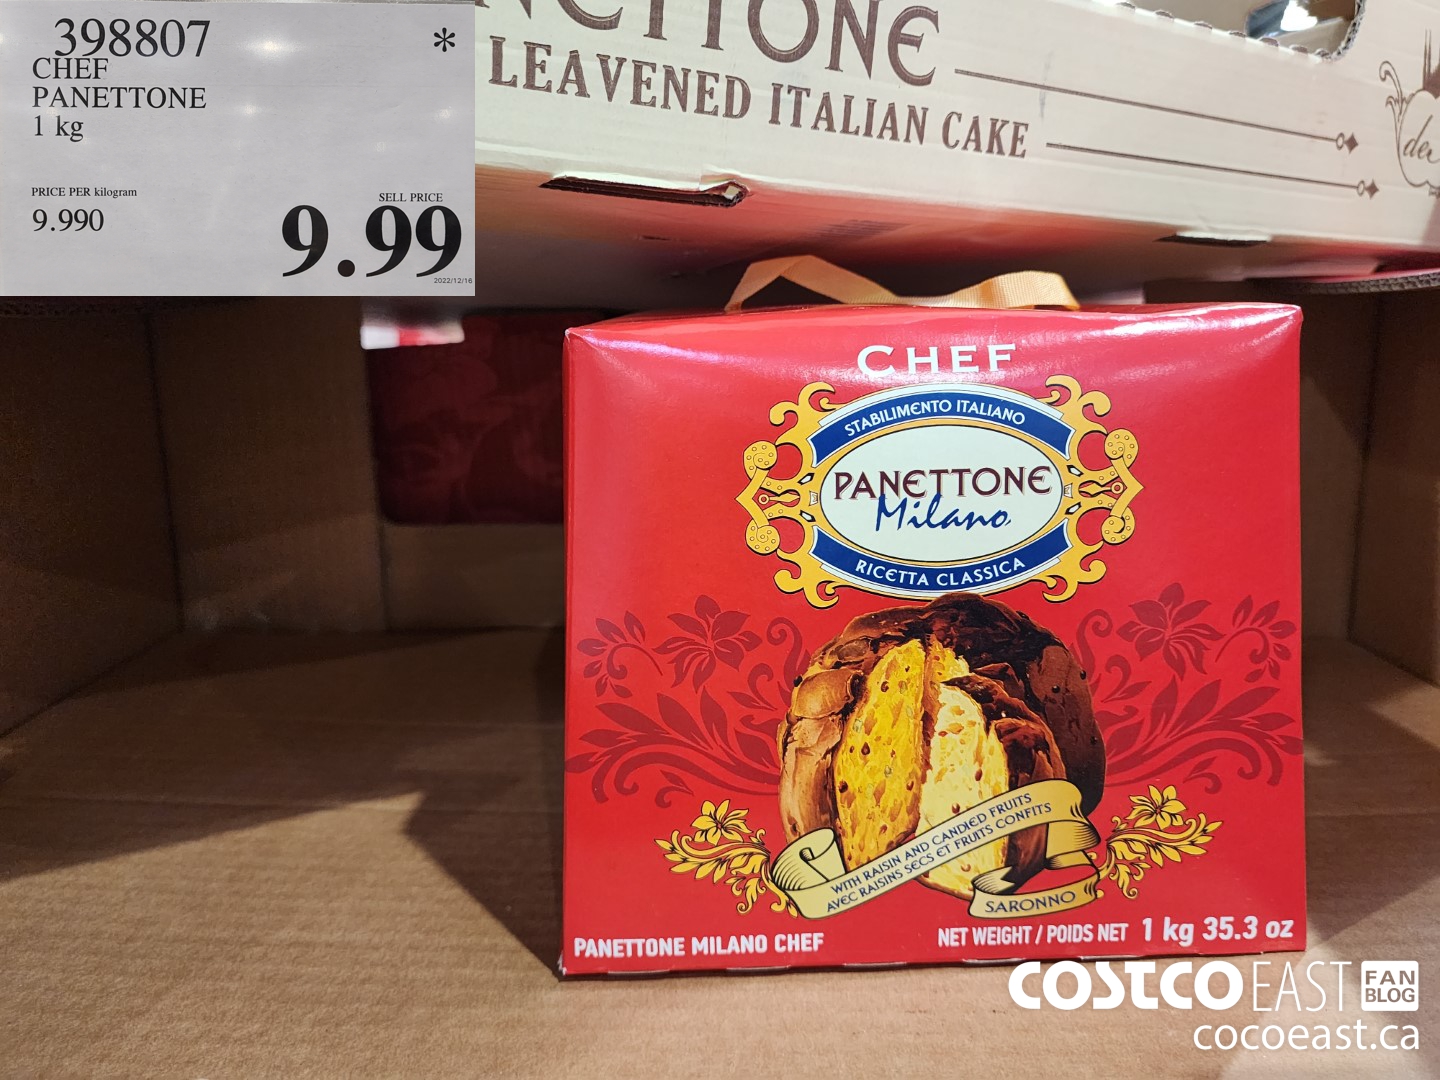 398807
*
CHEF
PANETTONE
1 kg
PRICE PER kilogram
9.990
SELL PRICE
9.99
2022/12/16
LEAVENED ITALIAN CAKE
CHEF
STABILIMENTO ITALIANO
PANETTONE
Milano
RICETTA CLASSICA
WITH RAISIN AND CANDIED FRUITS
AVEC RAISINS SECS ET FRUITS CONFITS
SARONNO
PANETTONE MILANO CHEF
NET WEIGHT / POIDS NET 1 kg 35.3 oz
COSTCO EAST FAN BLOG
cocoeast.ca